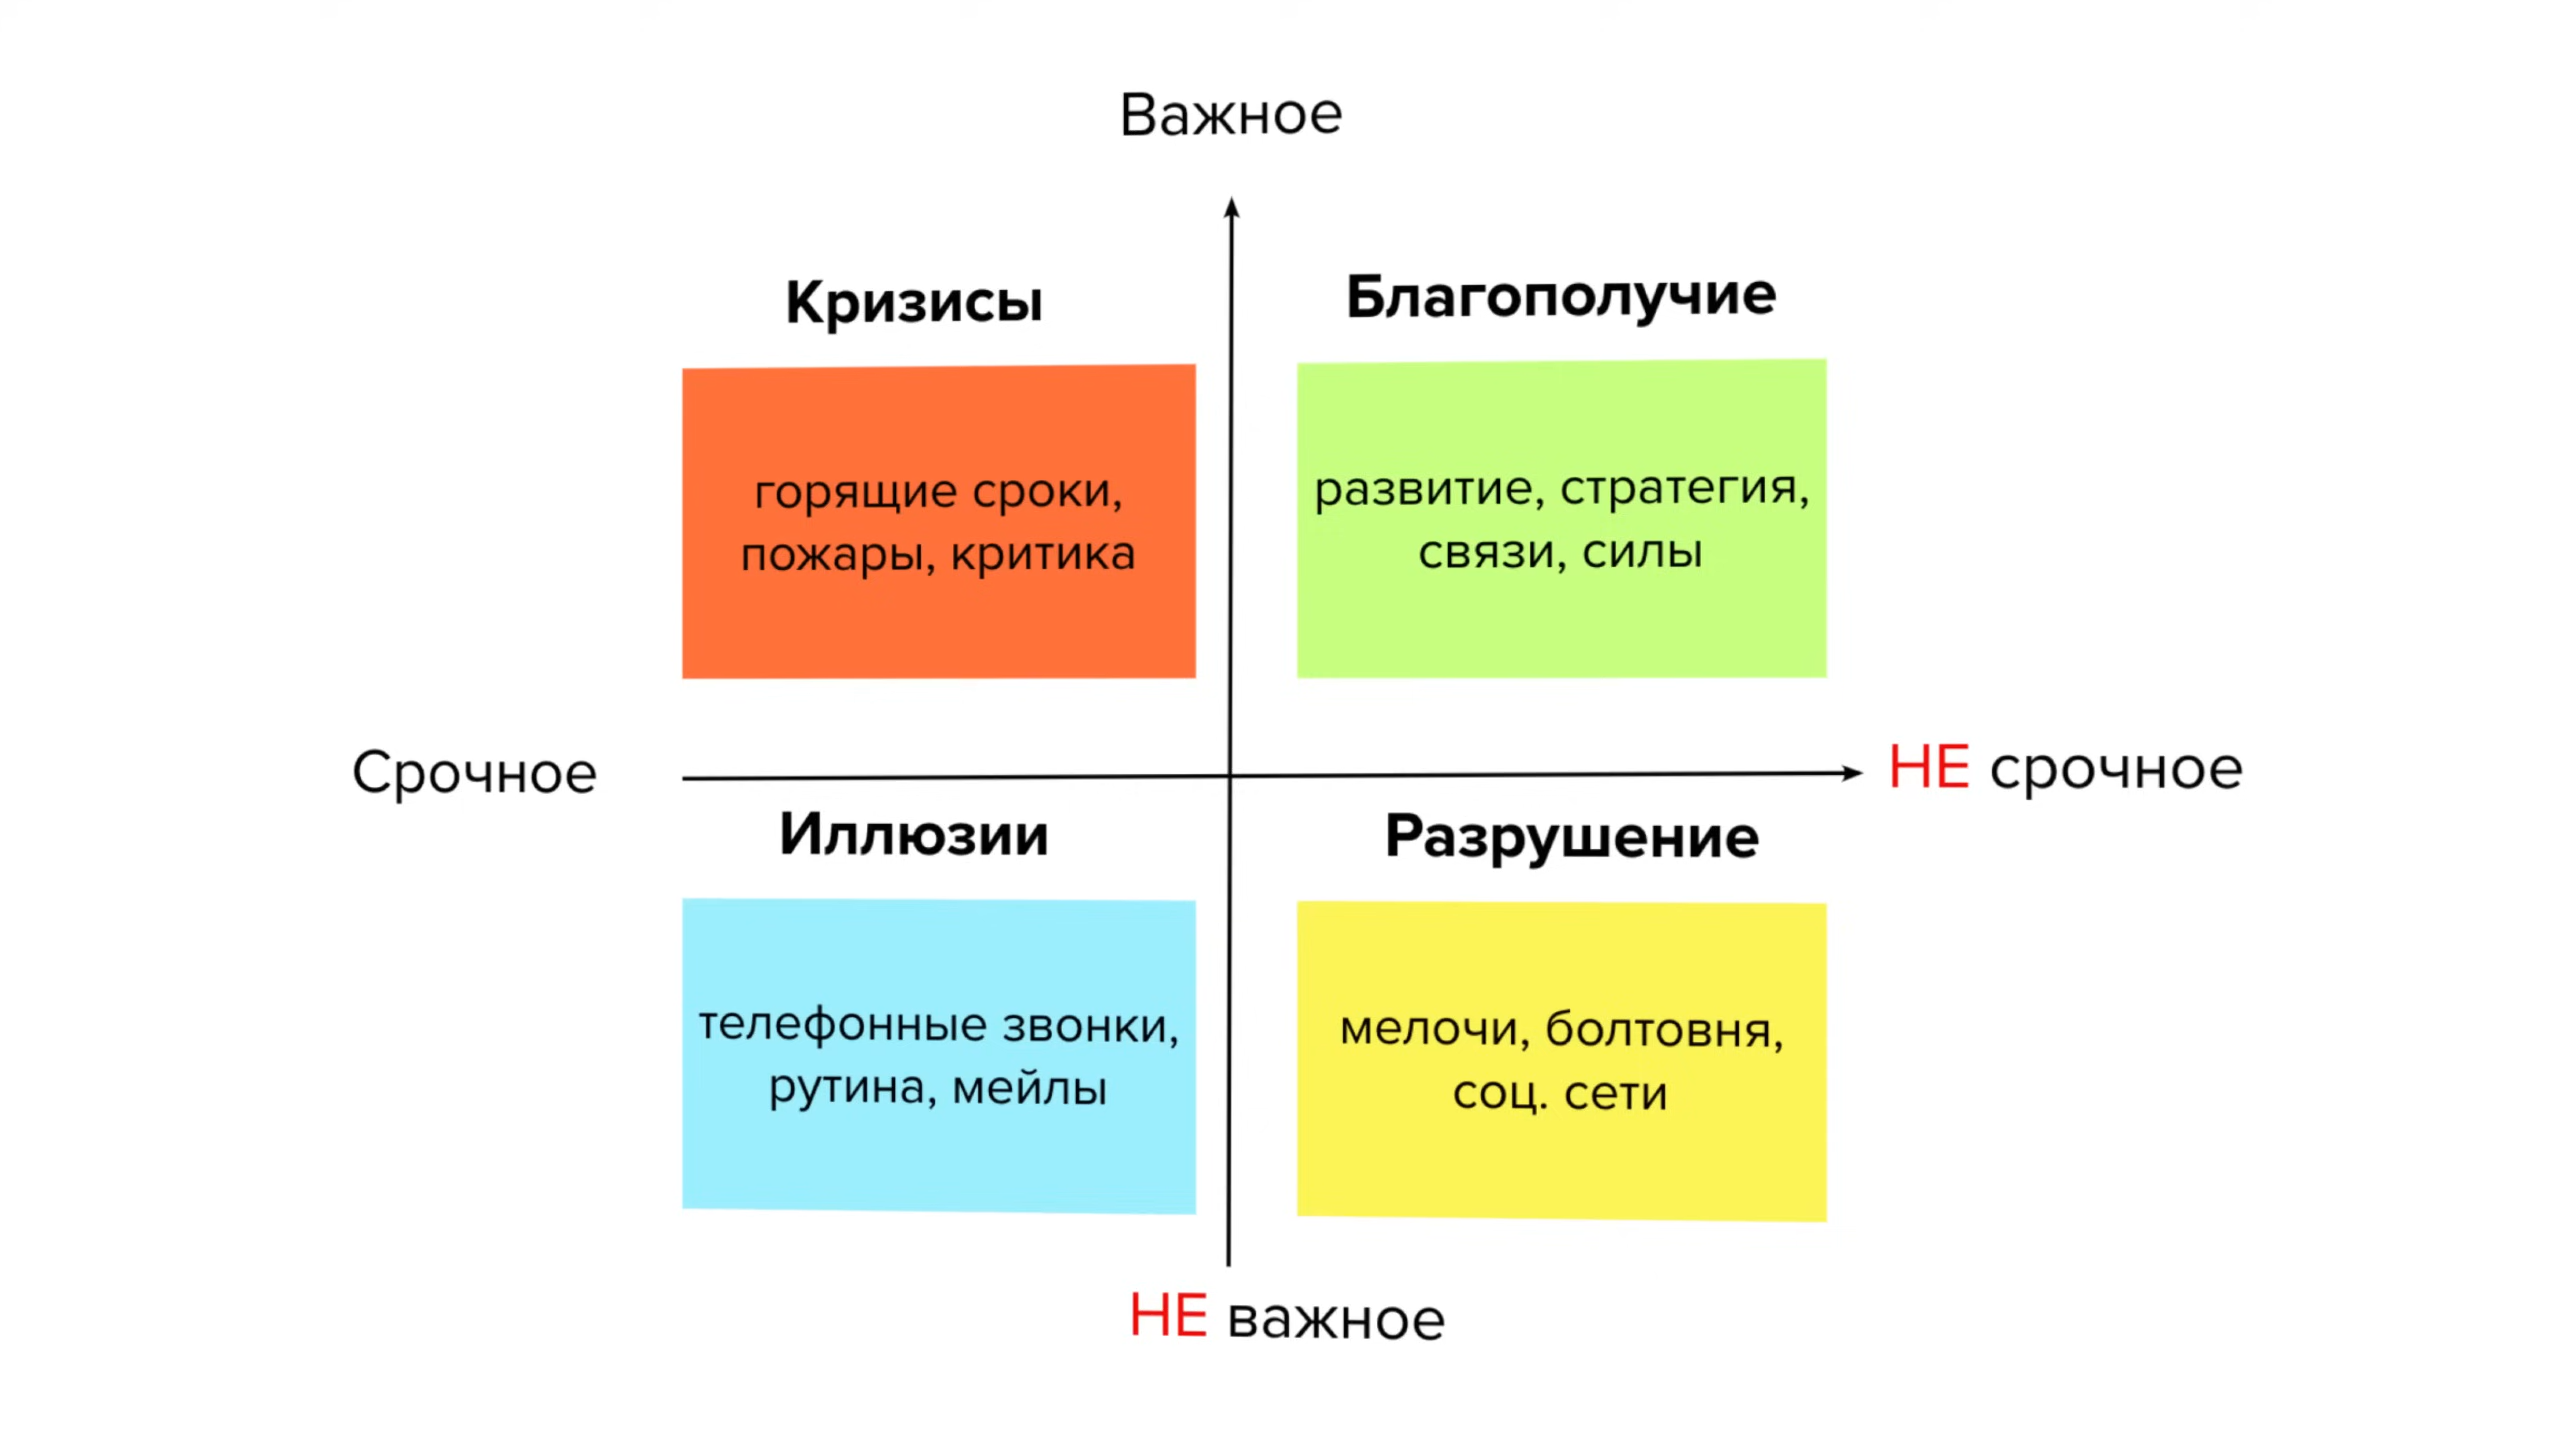 Важное
Кризисы
Благополучие
горящие сроки,
пожары, критика
развитие, стратегия,
связи, силы
Срочное
НЕ срочное
Иллюзии
Разрушение
телефонные звонки,
рутина, мейлы
мелочи, болтовня,
соц. сети
НЕ важное